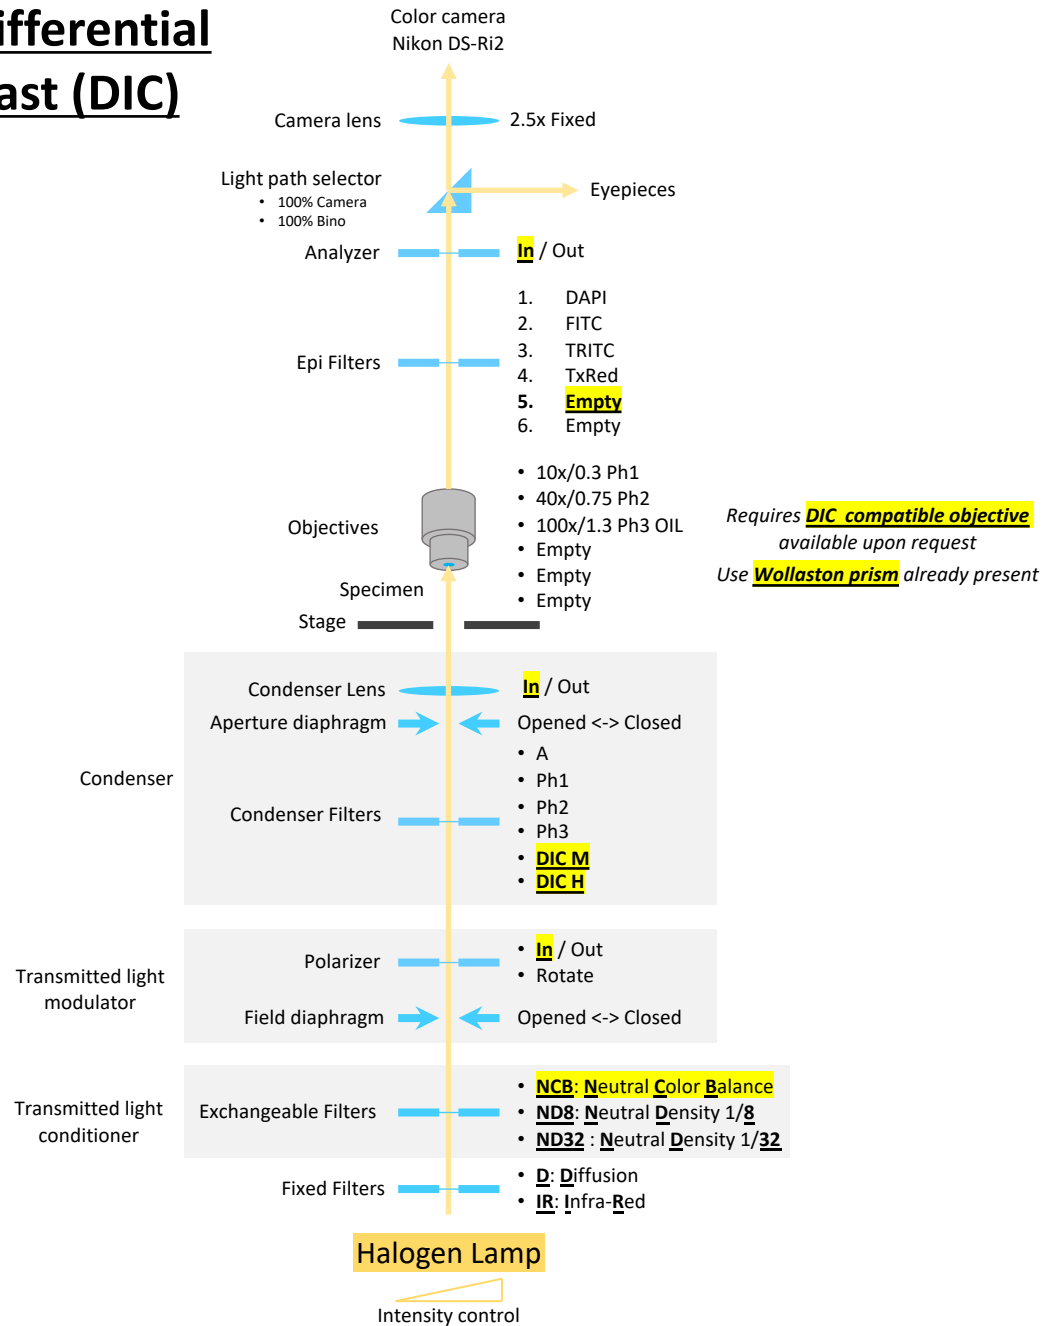 ifferential
ast (DIC)
Color camera
Nikon DS-Ri2
Camera lens
2.5x Fixed
Light path selector
• 100% Camera
• 100% Bino
Eyepieces
Analyzer
In / Out
Epi Filters
1. DAPI
2. FITC
3. TRITC
4. TxRed
5. Empty
6. Empty
Objectives
• 10x/0.3 Ph1
• 40x/0.75 Ph2
• 100x/1.3 Ph3 OIL
• Empty
• Empty
• Empty
Requires DIC compatible objective
available upon request
Use Wollaston prism already present
Specimen
Stage
Condenser
Condenser Lens
In / Out
Aperture diaphragm
Opened <-> Closed
Condenser Filters
• A
• Ph1
• Ph2
• Ph3
• DIC M
• DIC H
Transmitted light
modulator
Polarizer
• In / Out
• Rotate
Field diaphragm
Opened <-> Closed
Transmitted light
conditioner
Exchangeable Filters
• NCB: Neutral Color Balance
• ND8: Neutral Density 1/8
• ND32 : Neutral Density 1/32
Fixed Filters
• D: Diffusion
• IR: Infra-Red
Halogen Lamp
Intensity control